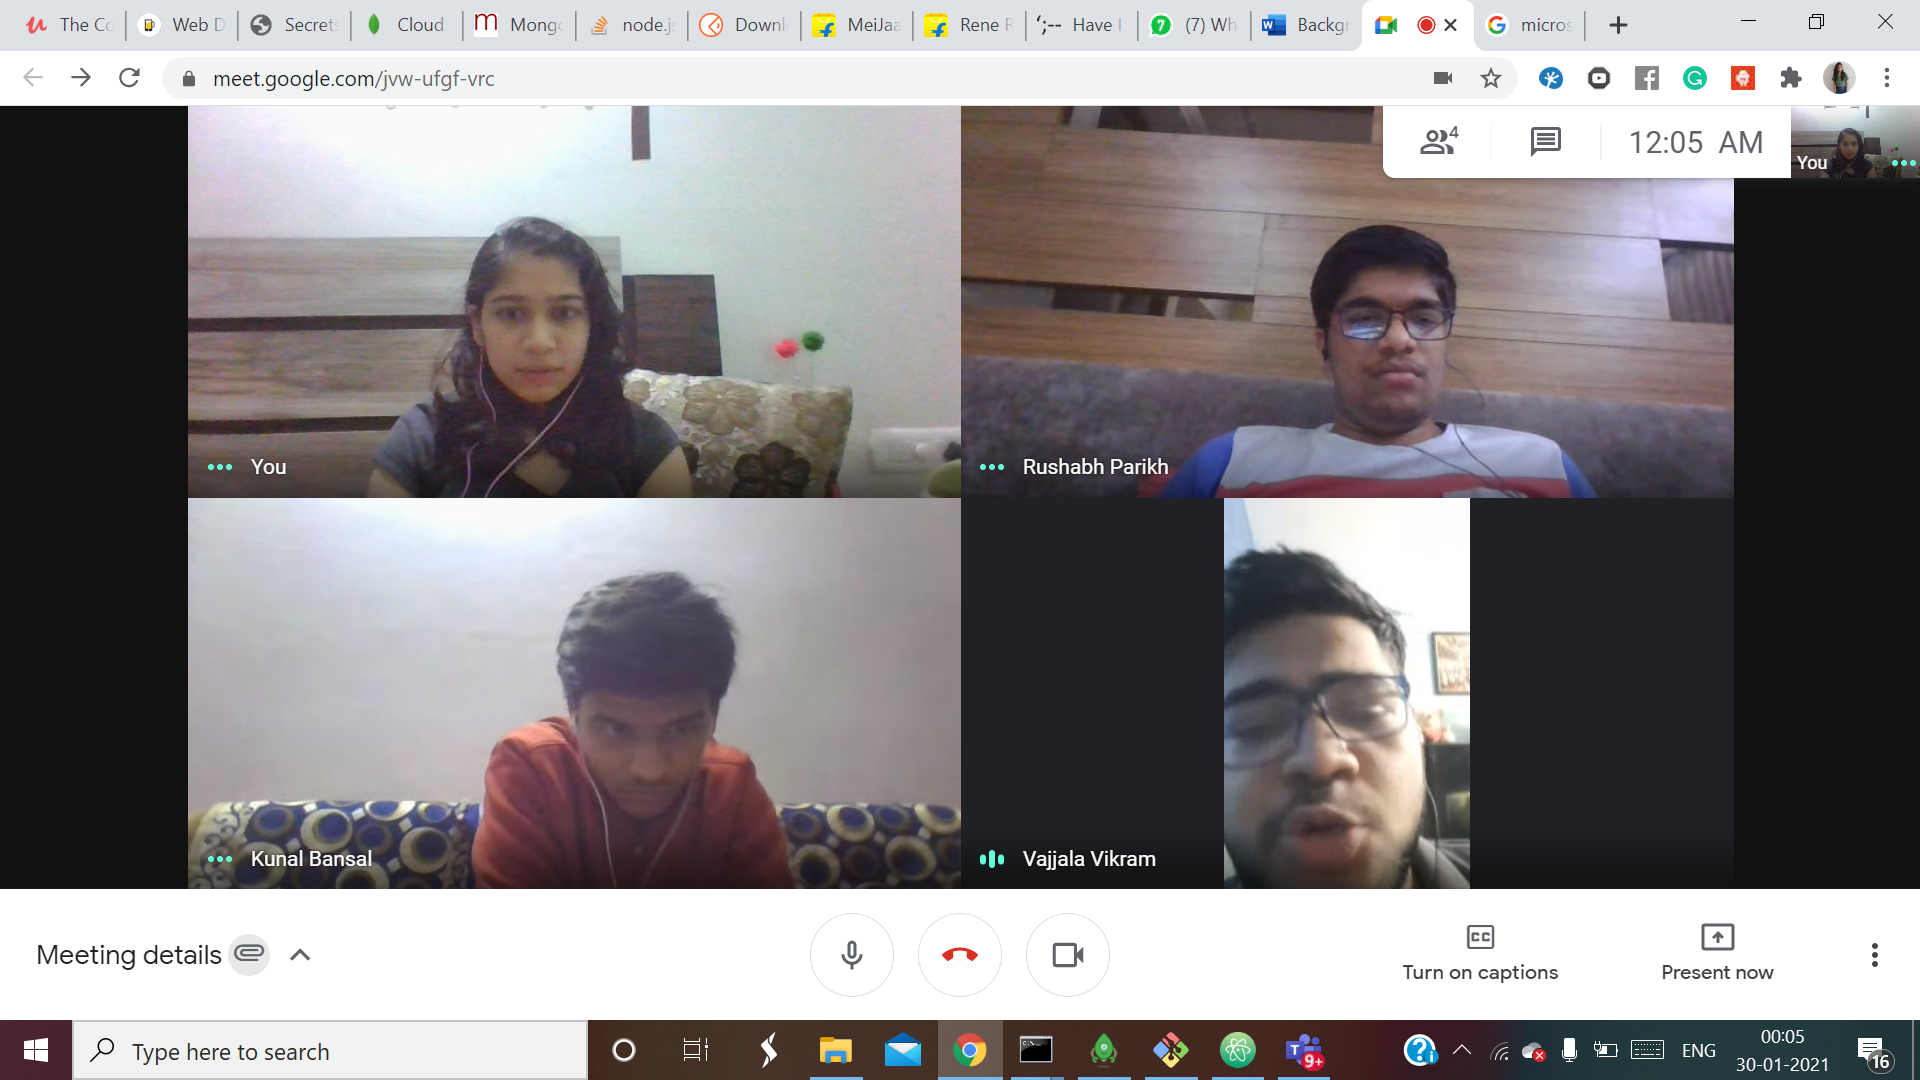 The Co
Web D
Secrets
Cloud
Mongo
node.js
Downl
MeiJaa
Rene R
Have I
(7) Wh
Backgr
micros
meet.google.com/jvw-ufgf-vrc
4
12:05 AM
You
You
Rushabh Parikh
Kunal Bansal
Vajjala Vikram
Meeting details
CC
Turn on captions
Present now
Type here to search
9+
ENG
00:05
30-01-2021
16